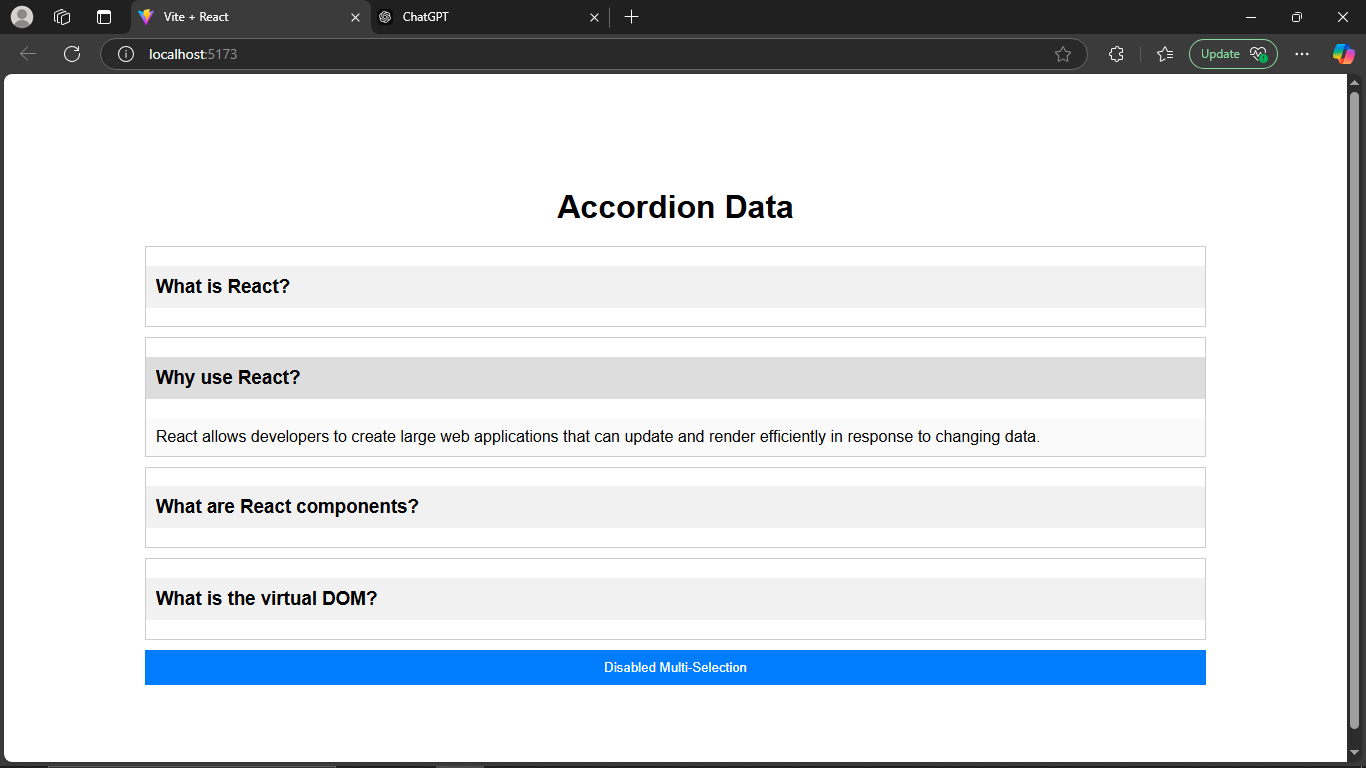 Vite + React
ChatGPT
localhost:5173
Update
Accordion Data
What is React?
Why use React?
React allows developers to create large web applications that can update and render efficiently in response to changing data.
What are React components?
What is the virtual DOM?
Disabled Multi-Selection